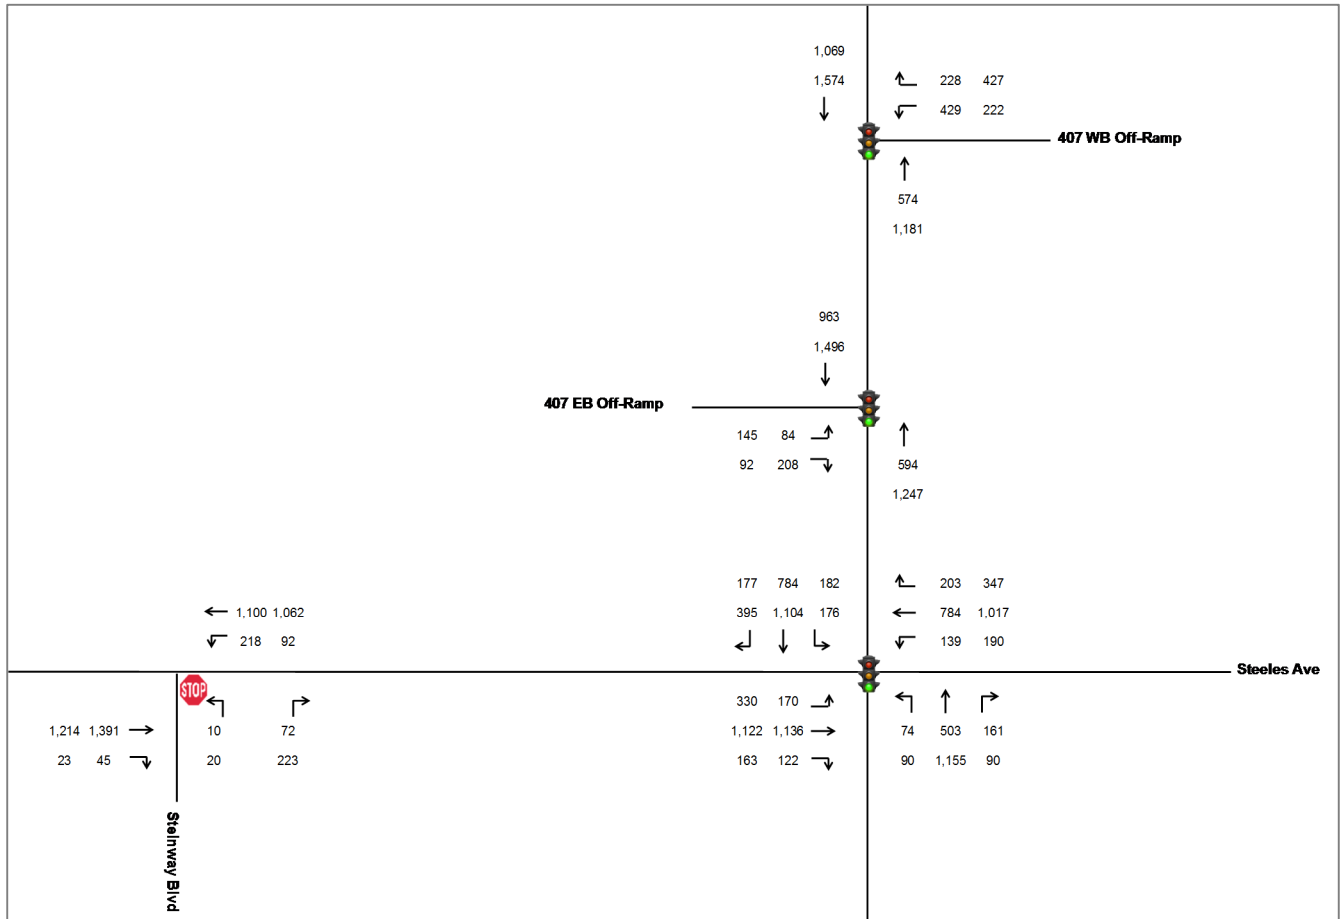 1,069
1,574
228 427
429 222
407 WB Off-Ramp
574
1,181
963
1,496
407 EB Off-Ramp
145 84
92 208
594
1,247
177 784 182
395 1,104 176
203 347
784 1,017
139 190
1,100 1,062
218 92
Steeles Ave
STOP
1,214 1,391
23 45
10 72
20 223
330 170
1,122 1,136
163 122
74 503 161
90 1,155 90
Steinway Blvd